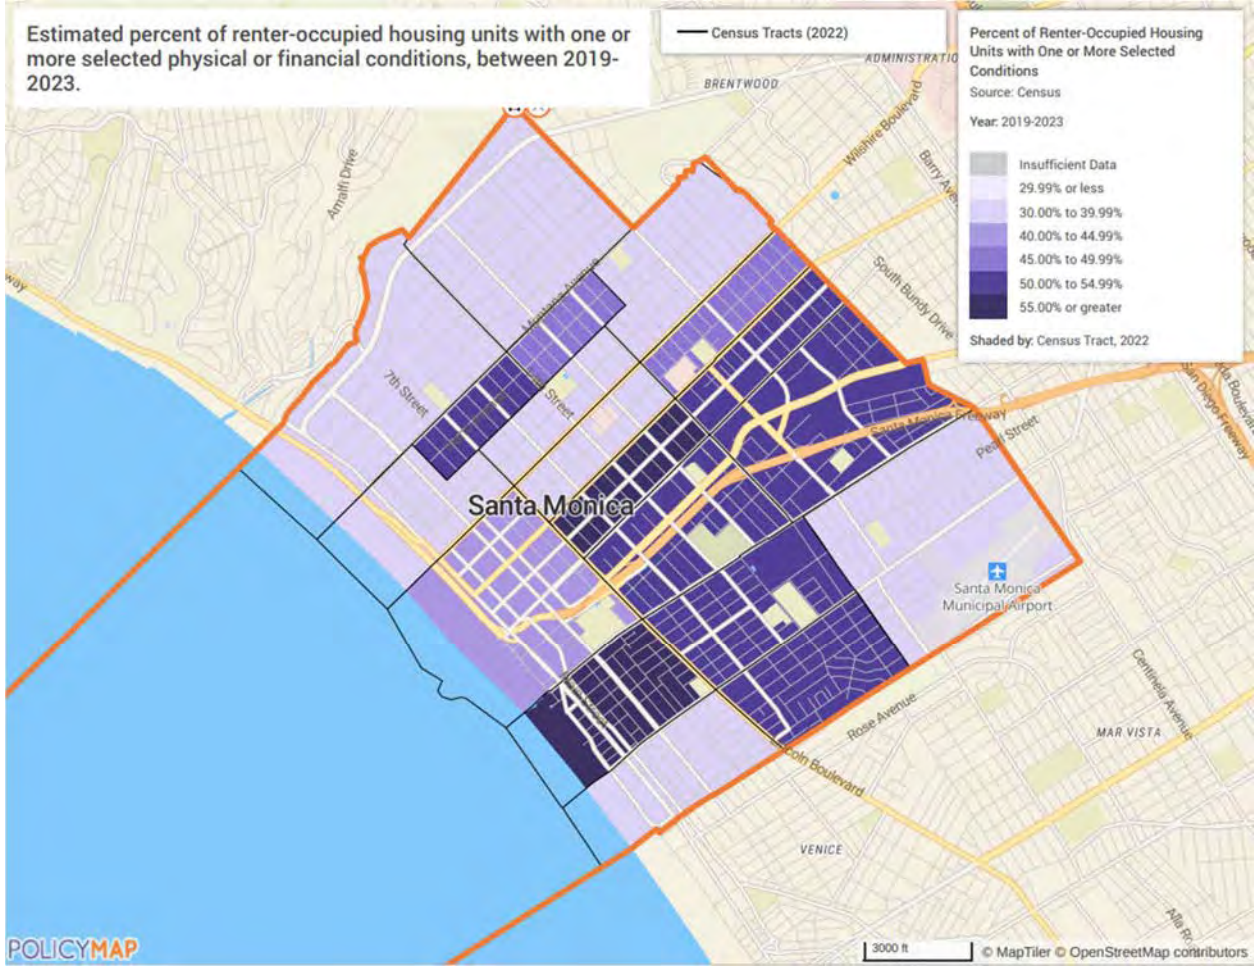 Estimated percent of renter-occupied housing units with one or
more selected physical or financial conditions, between 2019-
2023.
Census Tracts (2022)
Percent of Renter-Occupied Housing
Units with One or More Selected
Conditions
Source: Census
Year: 2019-2023
Insufficient Data
29.99% or less
30.00% to 39.99%
40.00% to 44.99%
45.00% to 49.99%
50.00% to 54.99%
55.00% or greater
Shaded by: Census Tract, 2022
ADMINISTRATIO
BRENTWOOD
Wilshire Boulevard
Barry Aven
Amalfi Drive
way
South Bundy Drive
San Diego Freeway
Montana Avenue
7th Street
Street
Santa Monica Freeway
Pearl Street
Santa Monica
Santa Monica
Municipal Airport
Centinela Avenue
Rose Avenue
MAR VISTA
Lincoln Boulevard
VENICE
POLICYMAP
3000 ft
© MapTiler © OpenStreetMap contributors